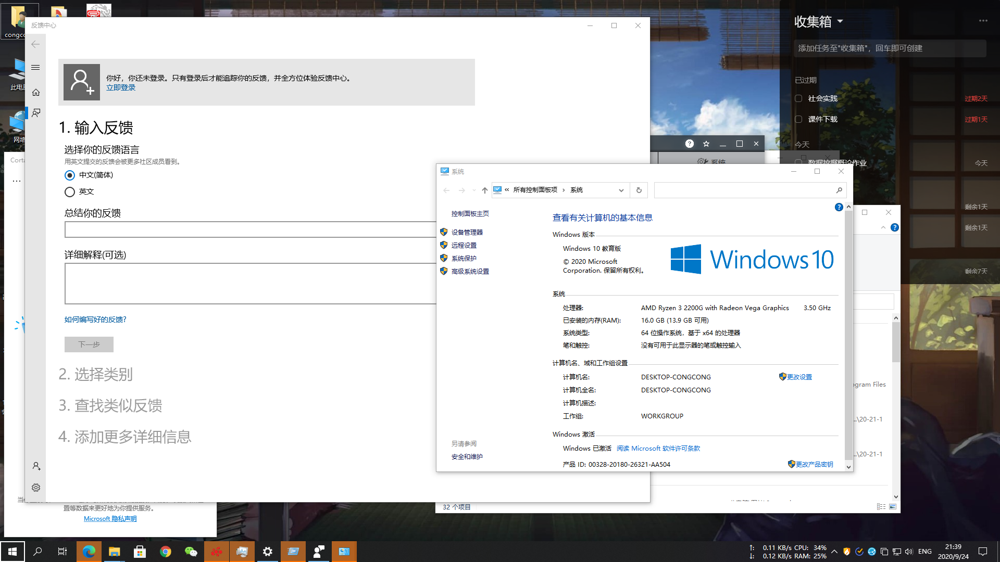 congco
此电脑
网络
反馈中心
你好，你还未登录。只有登录后才能追踪你的反馈，并全方位体验反馈中心。
立即登录
1. 输入反馈
选择你的反馈语言
用英文提交的反馈会被更多社区成员看到。
中文(简体)
英文
总结你的反馈
详细解释(可选)
如何编写好的反馈?
下一步
2. 选择类别
3. 查找类似反馈
4. 添加更多详细信息
Corta
...
当你
置等数据来更好地为你提供服务。
Microsoft 隐私声明
收集箱
添加任务至"收集箱"，回车即可创建
已过期
社会实践
过期2天
课件下载
过期1天
今天
数据挖掘概论作业
今天
剩余1天
剩余1天
剩余7天
系统
系统
« 所有控制面板项 › 系统
控制面板主页
设备管理器
远程设置
系统保护
高级系统设置
另请参阅
安全和维护
查看有关计算机的基本信息
Windows 版本
Windows 10 教育版
© 2020 Microsoft
Corporation. 保留所有权利。
Windows 10
系统
处理器: AMD Ryzen 3 2200G with Radeon Vega Graphics 3.50 GHz
已安装的内存(RAM): 16.0 GB (13.9 GB 可用)
系统类型: 64 位操作系统，基于 x64 的处理器
笔和触控: 没有可用于此显示器的笔或触控输入
计算机名、域和工作组设置
计算机名: DESKTOP-CONGCONG 更改设置
计算机全名: DESKTOP-CONGCONG
计算机描述:
工作组: WORKGROUP
Windows 激活
Windows 已激活 阅读 Microsoft 软件许可条款
产品 ID: 00328-20180-26321-AA504 更改产品密钥
ogram Files
..\20-21-1
..\20-21-1
32 个项目
↑: 0.11 KB/s CPU: 34%
↓: 0.12 KB/s RAM: 25%
ENG
21:39
2020/9/24